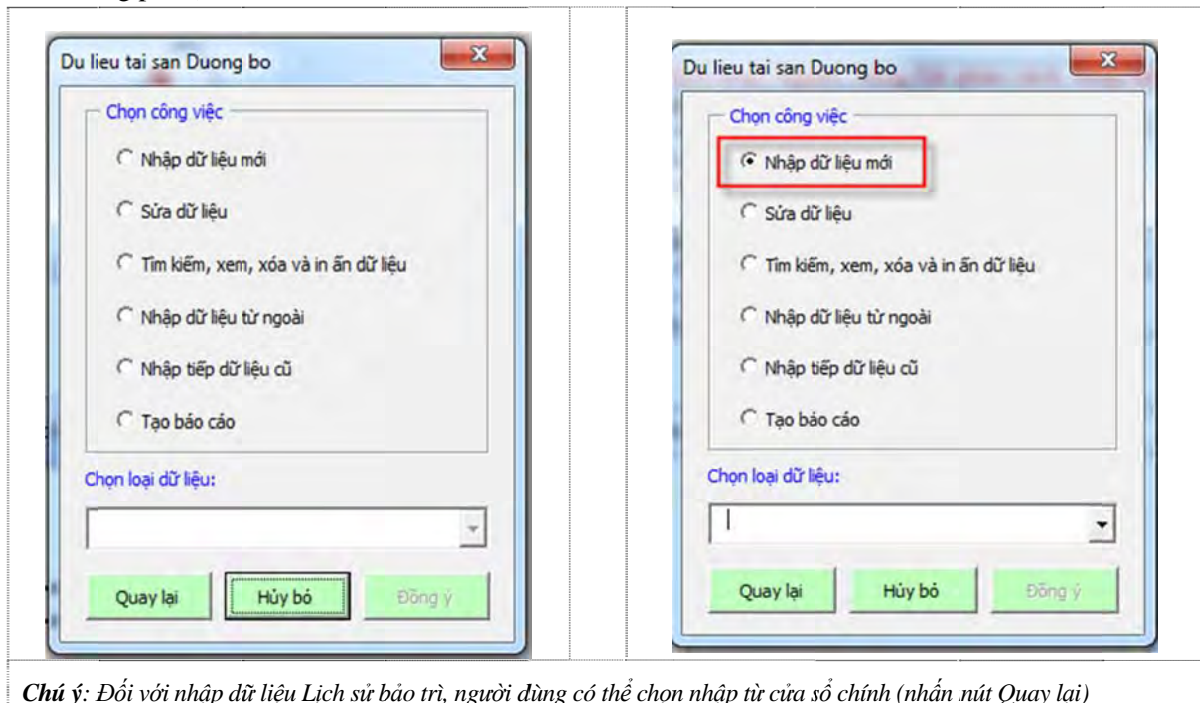 Du lieu tai san Duong bo
Chọn công việc
Nhập dữ liệu mới
Sửa dữ liệu
Tìm kiếm, xem, xóa và in ấn dữ liệu
Nhập dữ liệu từ ngoài
Nhập tiếp dữ liệu cũ
Tạo báo cáo
Chọn loại dữ liệu:
Quay lại Hủy bỏ Đồng ý
Du lieu tai san Duong bo
Chọn công việc
Nhập dữ liệu mới
Sửa dữ liệu
Tìm kiếm, xem, xóa và in ấn dữ liệu
Nhập dữ liệu từ ngoài
Nhập tiếp dữ liệu cũ
Tạo báo cáo
Chọn loại dữ liệu:
Quay lại Hủy bỏ Đồng ý
Chú ý: Đối với nhập dữ liệu Lịch sử bảo trì, người dùng có thể chọn nhập từ cửa sổ chính (nhấn nút Quay lại)